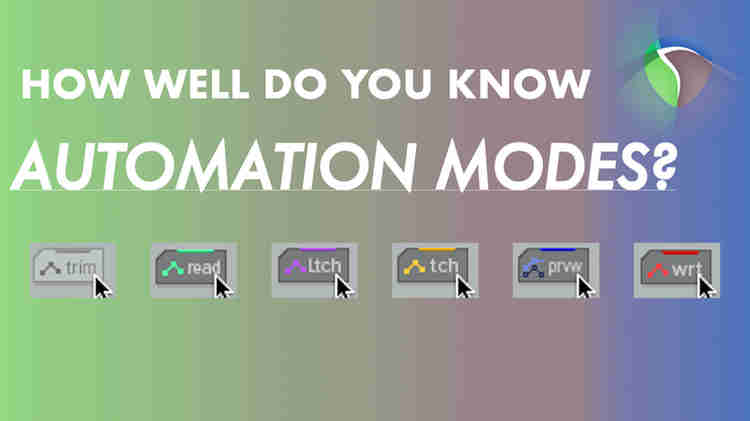 HOW WELL DO YOU KNOW
AUTOMATION MODES?
trim read Ltch tch prvw wrt